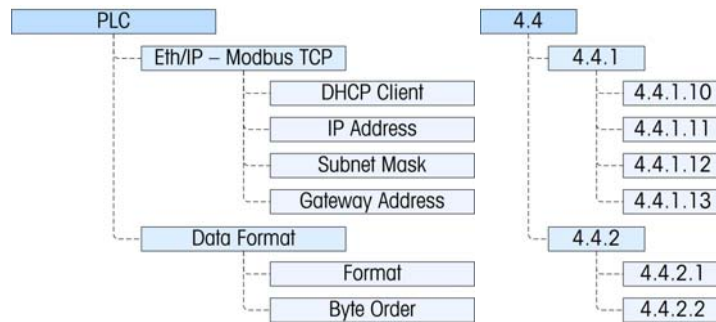 PLC 4.4
Eth/IP – Modbus TCP 4.4.1
DHCP Client 4.4.1.10
IP Address 4.4.1.11
Subnet Mask 4.4.1.12
Gateway Address 4.4.1.13
Data Format 4.4.2
Format 4.4.2.1
Byte Order 4.4.2.2